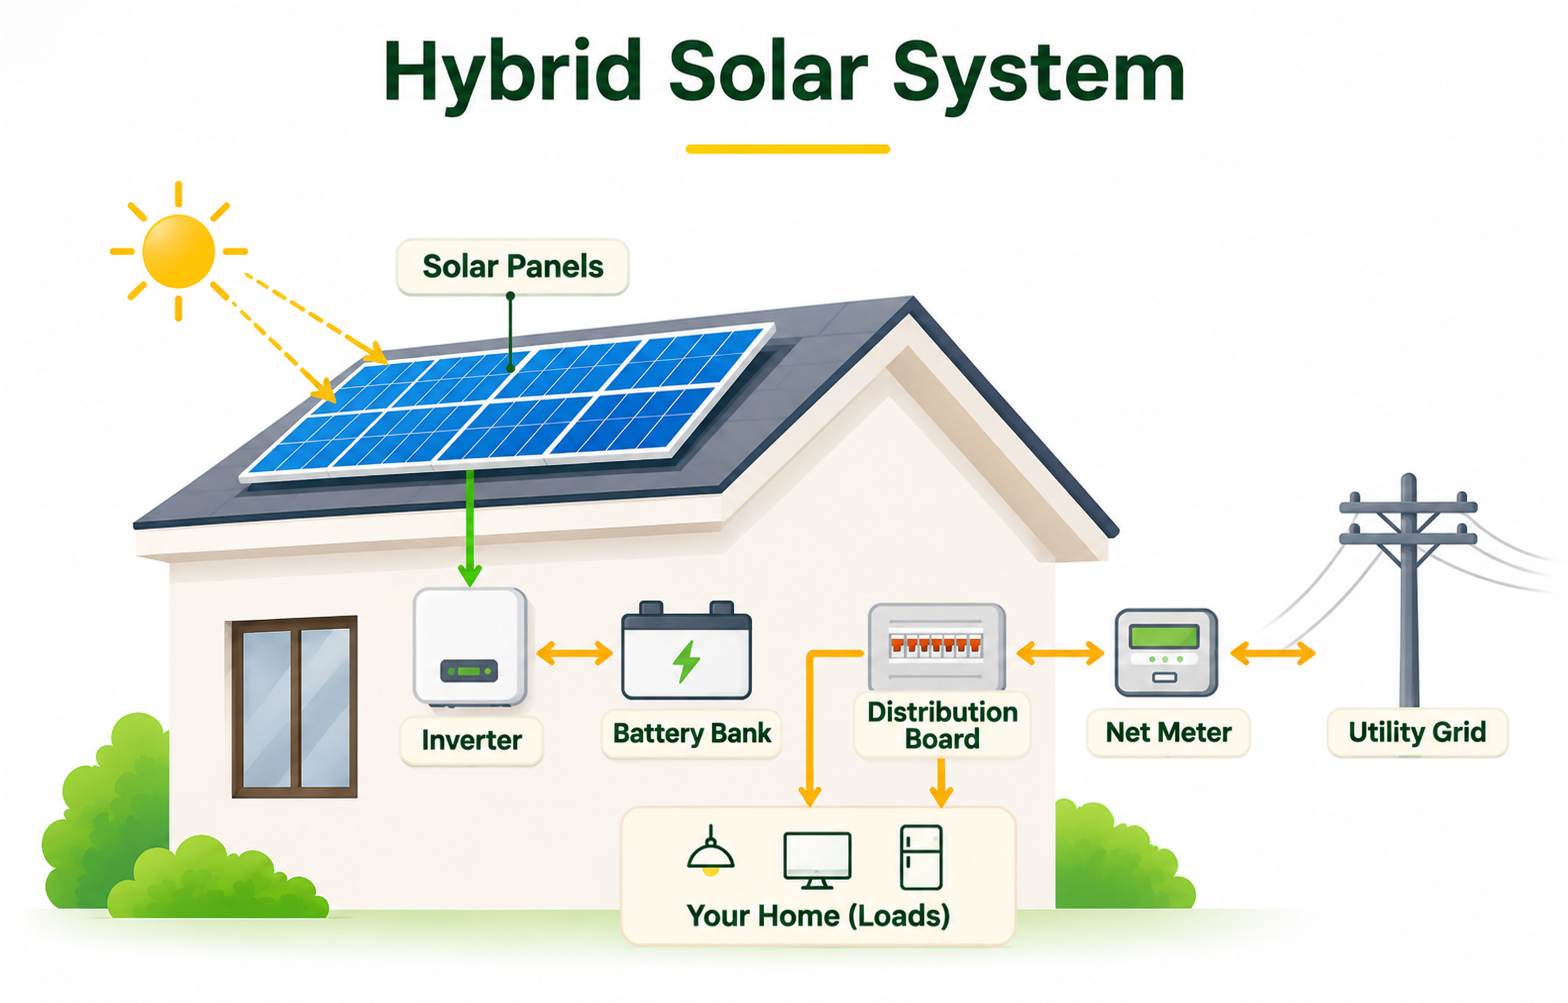 Hybrid Solar System
Solar Panels
Inverter
Battery Bank
Distribution
Board
Net Meter
Utility Grid
Your Home (Loads)